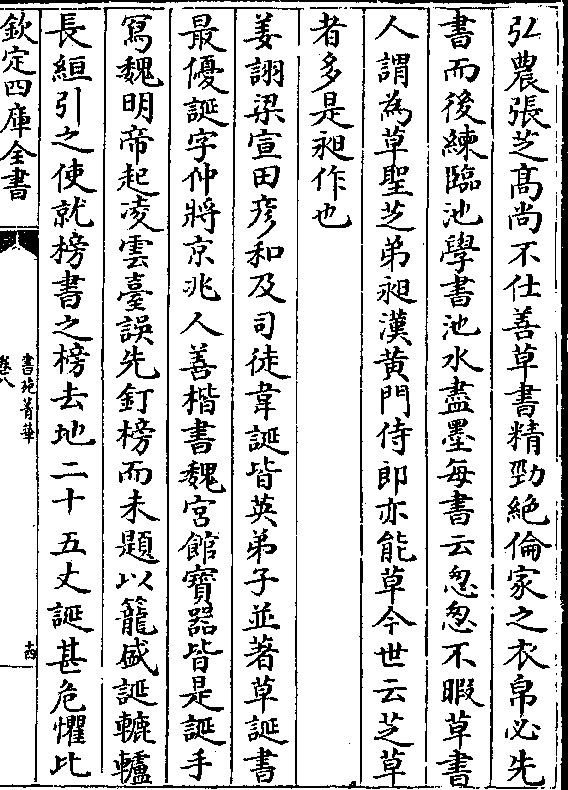 弘農張芝髙尚不仕善草書精勁絶倫家之衣帛必先
書而後練臨池學書池水盡墨每書云怱怱不暇草書
人謂為草聖芝弟昶漢黄門侍郎亦能草今世云芝草
者多是昶作也
姜詡梁宣田彦和及司徒韋誕皆英弟子並著草誕書
最優誕字仲將京兆人善楷書魏宫館寶器皆是誕手
寫魏明帝起凌雲臺誤先釘榜而未題以籠盛誕轆轤
長絙引之使就榜書之榜去地二十五丈誕甚危懼比
欽定四庫全書
書苑菁華
卷八
十四